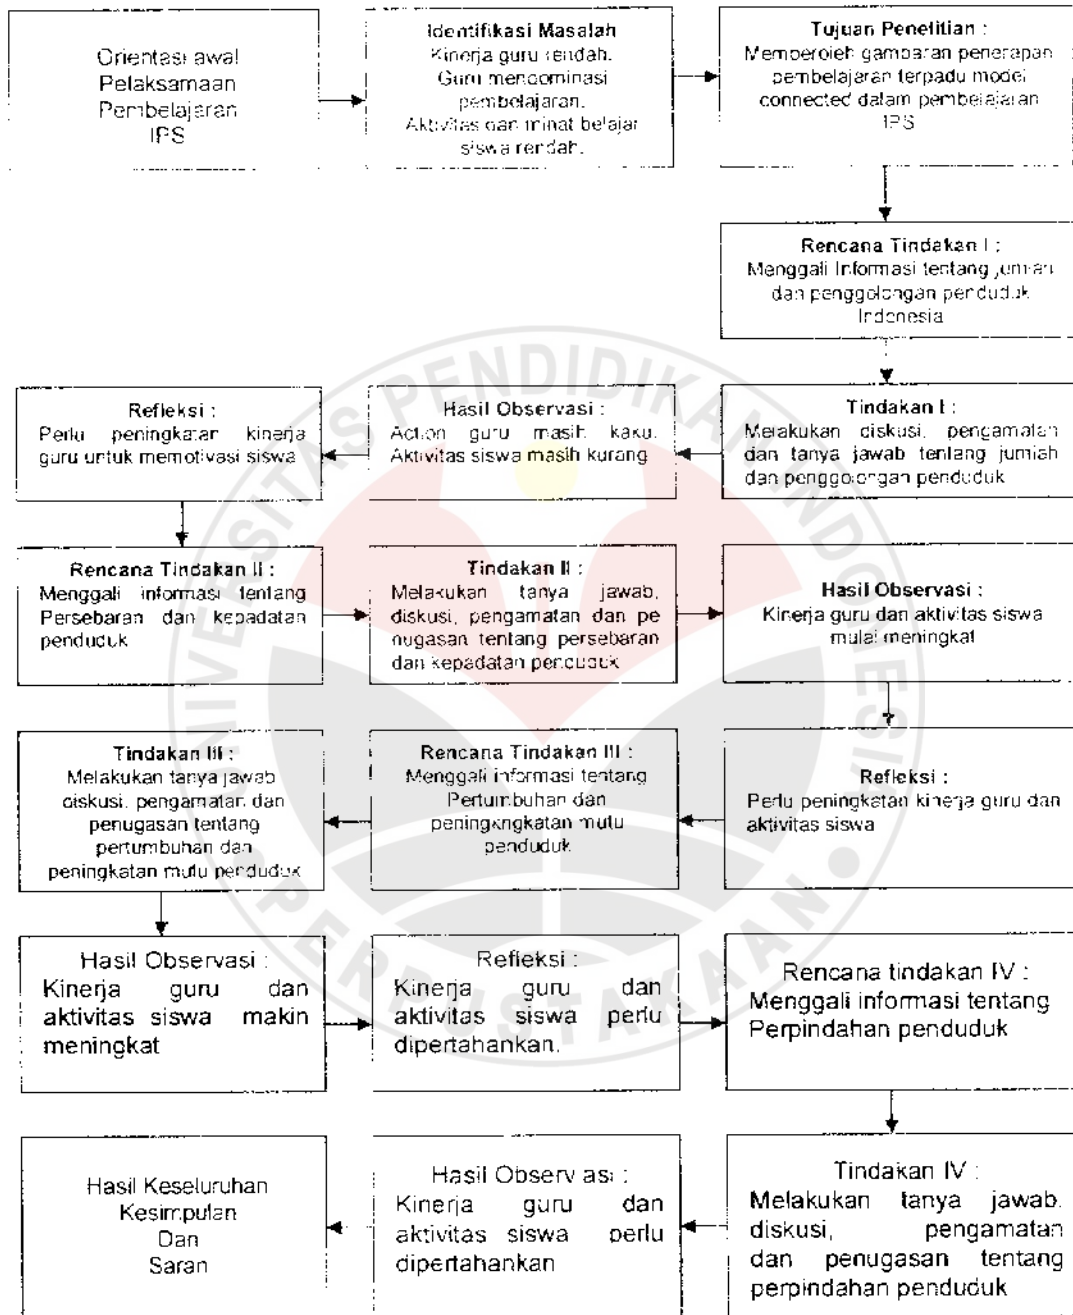 Orientasi awal
Pelaksamaan
Pembelajaran
IPS
Identifikasi Masalah
Kinerja guru rendah.
Guru mendominasi
pembelajaran.
Aktivitas dan minat belajar
siswa rendah.
Tujuan Penelitian :
Memperoleh gambaran penerapan
pembelajaran terpadu model
connected dalam pembelajaran
IPS
Rencana Tindakan I :
Menggali Informasi tentang jumlah
dan penggolongan penduduk
Indonesia
Tindakan I :
Melakukan diskusi, pengamatan
dan tanya jawab tentang jumlah
dan penggolongan penduduk
Hasil Observasi :
Action guru masih kaku.
Aktivitas siswa masih kurang
Refleksi :
Perlu peningkatan kinerja
guru untuk memotivasi siswa
Rencana Tindakan II :
Menggali informasi tentang
Persebaran dan kepadatan
penduduk
Tindakan II :
Melakukan tanya jawab,
diskusi, pengamatan dan pe
nugasan tentang persebaran
dan kepadatan penduduk
Hasil Observasi :
Kinerja guru dan aktivitas siswa
mulai meningkat
Refleksi :
Perlu peningkatan kinerja guru dan
aktivitas siswa
Rencana Tindakan III :
Menggali informasi tentang
Pertumbuhan dan
peningkngkatan mutu
penduduk
Tindakan III :
Melakukan tanya jawab
diskusi, pengamatan dan
penugasan tentang
pertumbuhan dan
peningkatan mutu penduduk
Hasil Observasi :
Kinerja guru dan
aktivitas siswa makin
meningkat
Refleksi :
Kinerja guru dan
aktivitas siswa perlu
dipertahankan.
Rencana tindakan IV :
Menggali informasi tentang
Perpindahan penduduk
Tindakan IV :
Melakukan tanya jawab.
diskusi, pengamatan
dan penugasan tentang
perpindahan penduduk
Hasil Observ asi :
Kinerja guru dan
aktivitas siswa perlu
dipertahankan
Hasil Keseluruhan
Kesimpulan
Dan
Saran
UNIVERSITAS PENDIDIKAN INDONESIA
PERPUSTAKAAN